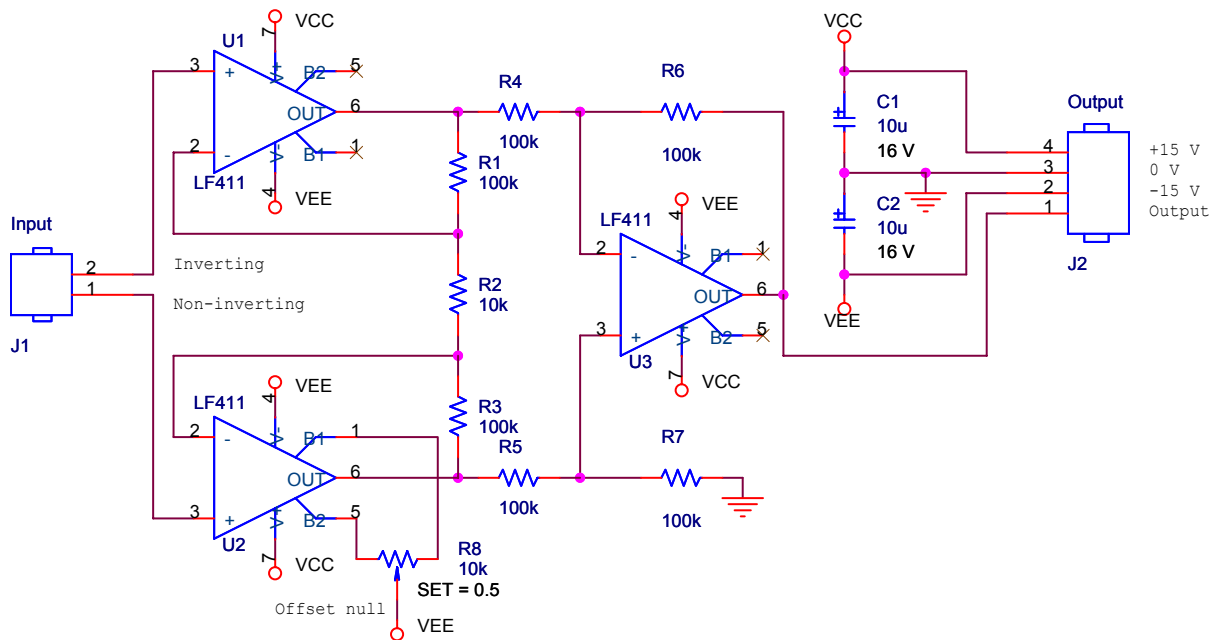 VCC
7
U1
3
+
V+
B2
5
OUT
6
2
-
V-
B1
1
LF411
4
VEE
R4
100k
R6
100k
R1
100k
VCC
C1
10u
16 V
C2
10u
16 V
VEE
Output
4
3
2
1
J2
+15 V
0 V
-15 V
Output
Input
2
1
J1
Inverting
Non-inverting
R2
10k
LF411
4
VEE
2
-
V-
B1
1
OUT
6
3
+
V+
B2
5
U3
7
VCC
VEE
4
LF411
2
-
V-
B1
1
OUT
6
3
+
V+
B2
5
U2
7
VCC
R3
100k
R5
100k
R7
100k
R8
10k
SET = 0.5
Offset null
VEE